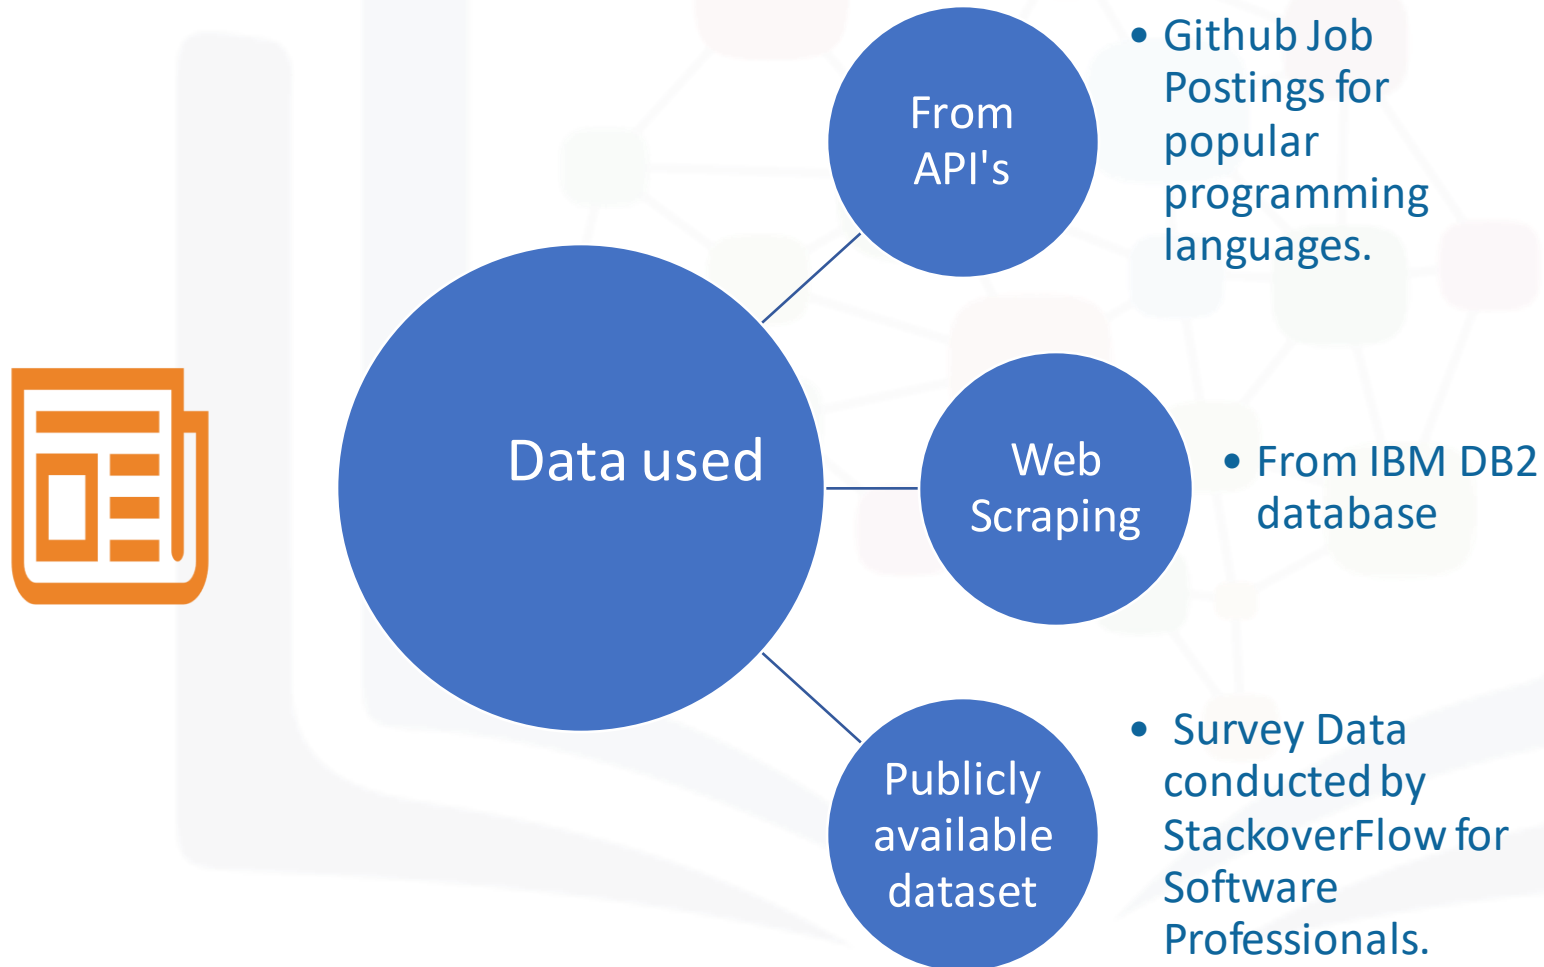 Data used
From
API's
• Github Job
Postings for
popular
programming
languages.
Web
Scraping
• From IBM DB2
database
Publicly
available
dataset
• Survey Data
conducted by
StackoverFlow for
Software
Professionals.